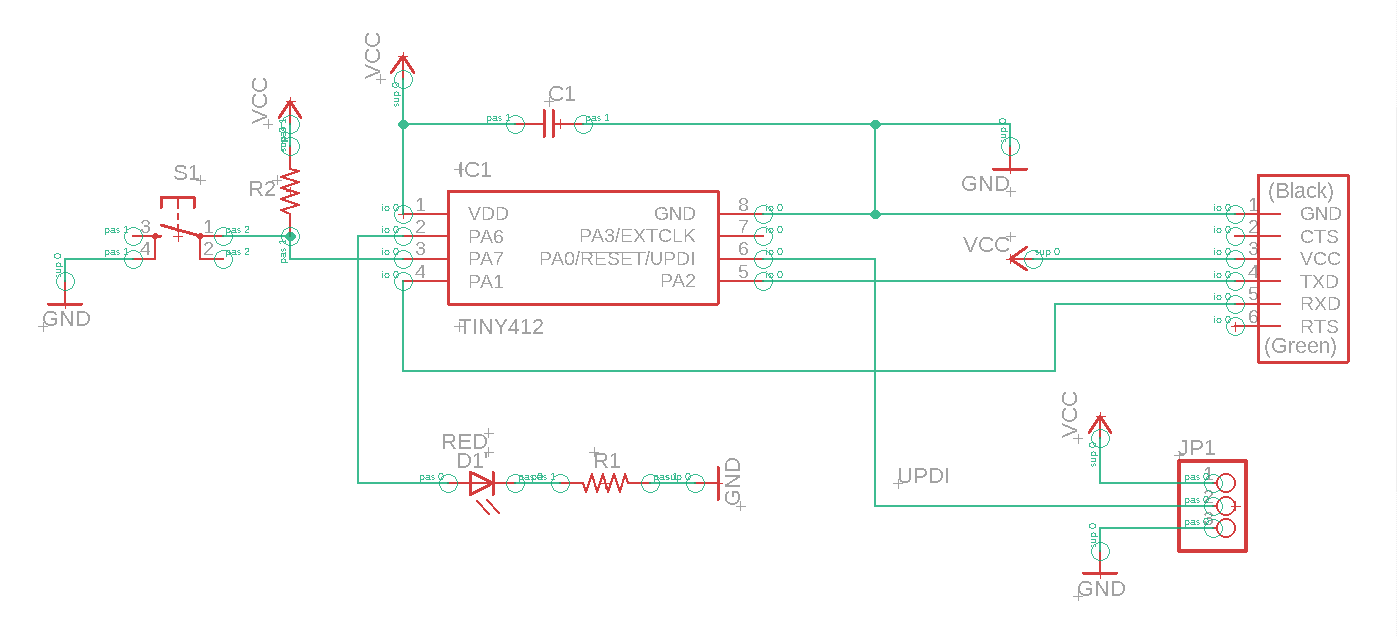 VCC
sup 0
VCC
pas 1
sup 0
C1
pas 1
pas 1
sup 0
GND
IC1
S1
R2
(Black)
3
1
pas 1
pas 2
4
2
pas 1
pas 2
pas 1
sup 0
GND
io 0
1
VDD
GND
8
io 0
io 0
2
PA6
PA3/EXTCLK
7
io 0
io 0
3
PA7
PA0/RESET/UPDI
6
io 0
io 0
4
PA1
PA2
5
io 0
TINY412
VCC
sup 0
io 0
1
GND
io 0
2
CTS
io 0
3
VCC
io 0
4
TXD
io 0
5
RXD
io 0
6
RTS
(Green)
RED
D1
pas 0
pas 0
pas 1
R1
pas 1
sup 0
GND
UPDI
VCC
sup 0
JP1
pas 0
1
pas 0
2
pas 0
3
sup 0
GND